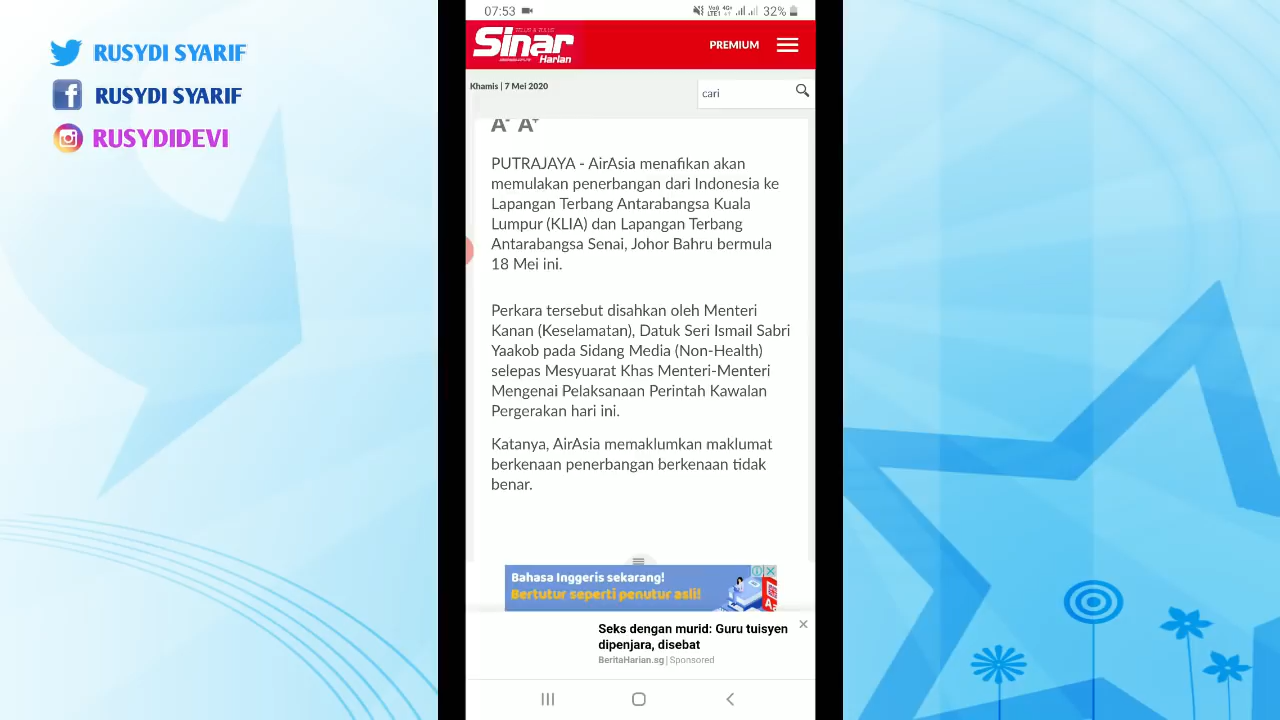 RUSYDI SYARIF
RUSYDI SYARIF
RUSYDIDEVI
07:53
32%
Sinar
Harian
PREMIUM
Khamis | 7 Mei 2020
cari
A- A+
PUTRAJAYA - AirAsia menafikan akan
memulakan penerbangan dari Indonesia ke
Lapangan Terbang Antarabangsa Kuala
Lumpur (KLIA) dan Lapangan Terbang
Antarabangsa Senai, Johor Bahru bermula
18 Mei ini.
Perkara tersebut disahkan oleh Menteri
Kanan (Keselamatan), Datuk Seri Ismail Sabri
Yaakob pada Sidang Media (Non-Health)
selepas Mesyuarat Khas Menteri-Menteri
Mengenai Pelaksanaan Perintah Kawalan
Pergerakan hari ini.
Katanya, AirAsia memaklumkan maklumat
berkenaan penerbangan berkenaan tidak
benar.
Bahasa Inggeris sekarang!
Bertutur seperti penutur asli!
Seks dengan murid: Guru tuisyen
dipenjara, disebat
BeritaHarian.sg | Sponsored